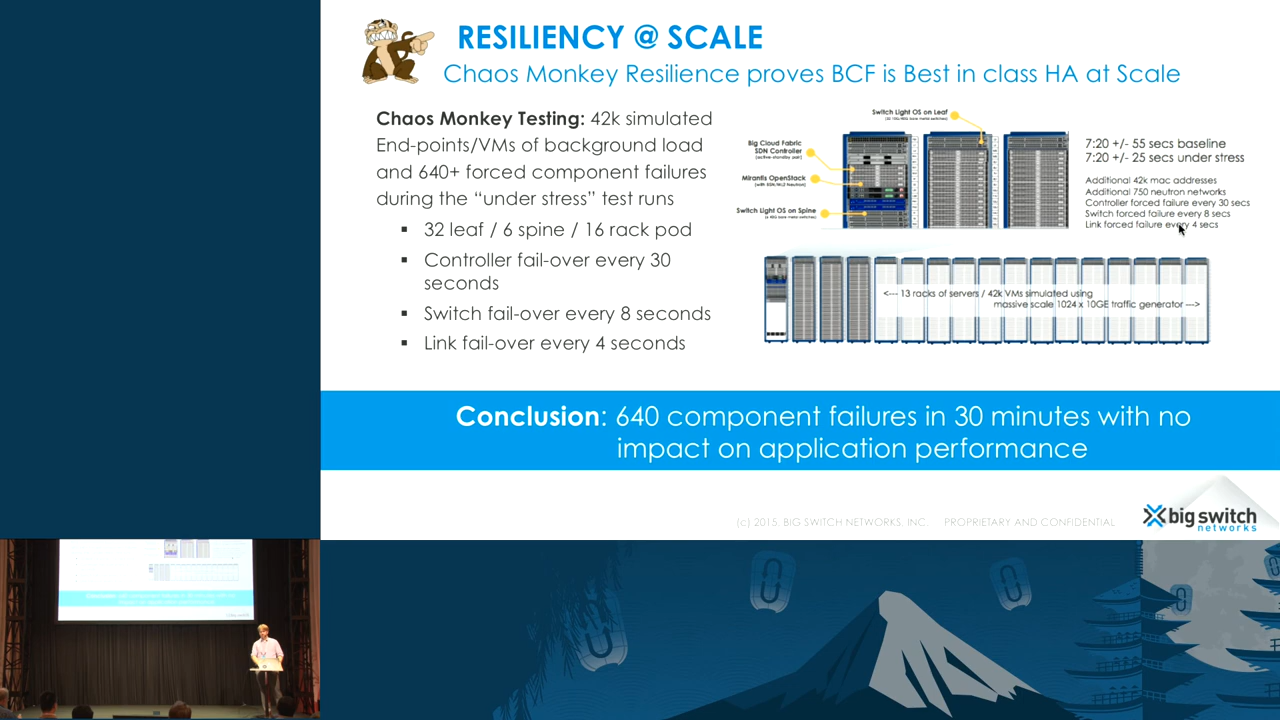 RESILIENCY @ SCALE
Chaos Monkey Resilience proves BCF is Best in class HA at Scale
Chaos Monkey Testing: 42k simulated
End-points/VMs of background load
and 640+ forced component failures
during the “under stress” test runs
▪ 32 leaf / 6 spine / 16 rack pod
▪ Controller fail-over every 30
seconds
▪ Switch fail-over every 8 seconds
▪ Link fail-over every 4 seconds
Switch Light OS on Leaf
Big Cloud Fabric
SDN Controller
(active-standby pair)
Mirantis OpenStack
Switch Light OS on Spine
7:20 +/- 55 secs baseline
7:20 +/- 25 secs under stress
Additional 42k mac addresses
Additional 750 neutron networks
Controller forced failure every 30 secs
Switch forced failure every 8 secs
Link forced failure every 4 secs
<--- 13 racks of servers / 42k VMs simulated using
massive scale 1024 x 10GE traffic generator --->
Conclusion: 640 component failures in 30 minutes with no
impact on application performance
(c) 2015, BIG SWITCH NETWORKS, INC. PROPRIETARY AND CONFIDENTIAL
big switch
networks